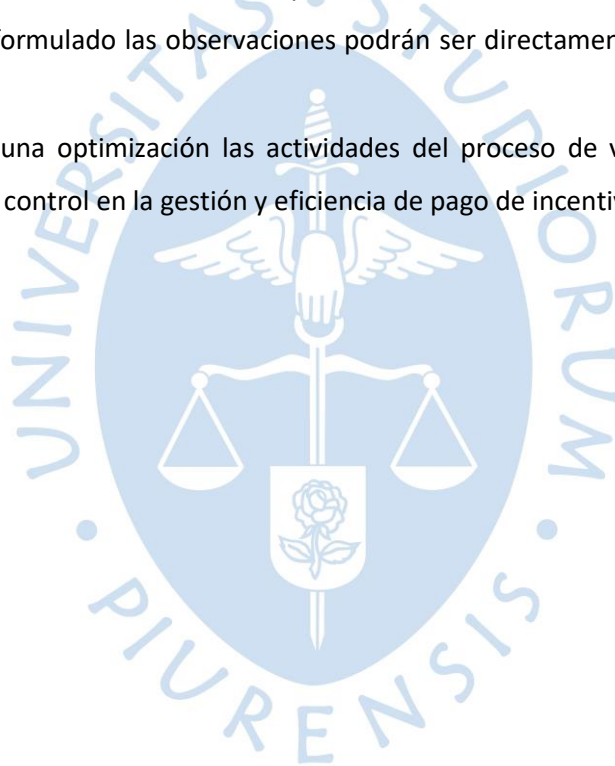 formulado las observaciones podrán ser directamen
una optimización las actividades del proceso de v
control en la gestión y eficiencia de pago de incenti
UNIVERSITAS • STUDIORUM • PIURENSIS •